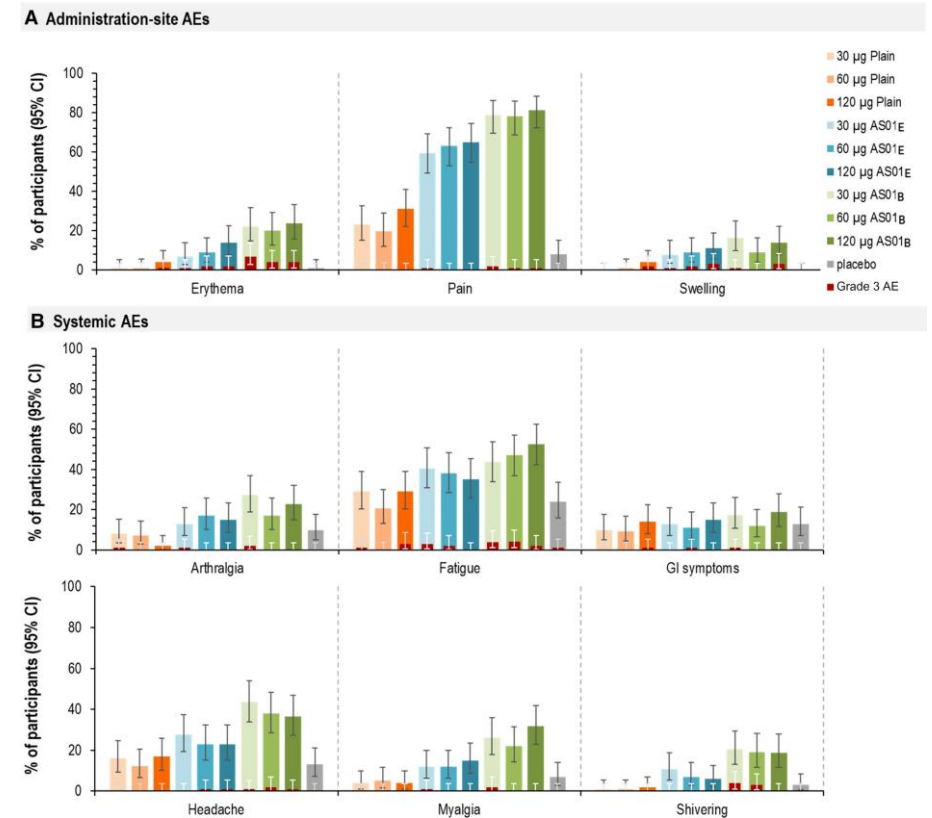 A Administration-site AEs
% of participants (95% CI)
100
80
60
40
20
0
Erythema
Pain
Swelling
30 µg Plain
60 µg Plain
120 µg Plain
30 µg AS01E
60 µg AS01E
120 µg AS01E
30 µg AS01B
60 µg AS01B
120 µg AS01B
placebo
Grade 3 AE
B Systemic AEs
% of participants (95% CI)
100
80
60
40
20
0
Arthralgia
Fatigue
GI symptoms
% of participants (95% CI)
100
80
60
40
20
0
Headache
Myalgia
Shivering